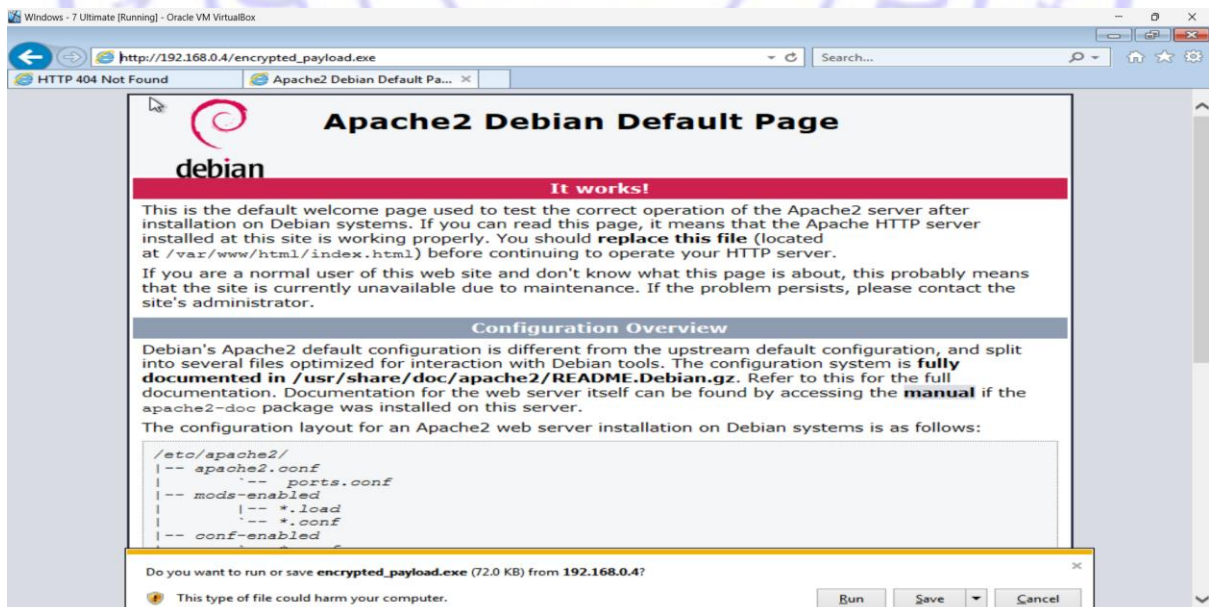 Windows - 7 Ultimate [Running] - Oracle VM VirtualBox
http://192.168.0.4/encrypted_payload.exe
Search...
HTTP 404 Not Found
Apache2 Debian Default Pa...
debian
Apache2 Debian Default Page
It works!
This is the default welcome page used to test the correct operation of the Apache2 server after
installation on Debian systems. If you can read this page, it means that the Apache HTTP server
installed at this site is working properly. You should replace this file (located
at /var/www/html/index.html) before continuing to operate your HTTP server.
If you are a normal user of this web site and don't know what this page is about, this probably means
that the site is currently unavailable due to maintenance. If the problem persists, please contact the
site's administrator.
Configuration Overview
Debian's Apache2 default configuration is different from the upstream default configuration, and split
into several files optimized for interaction with Debian tools. The configuration system is fully
documented in /usr/share/doc/apache2/README.Debian.gz. Refer to this for the full
documentation. Documentation for the web server itself can be found by accessing the manual if the
apache2-doc package was installed on this server.
The configuration layout for an Apache2 web server installation on Debian systems is as follows:
/etc/apache2/
|-- apache2.conf
|       `-- ports.conf
|-- mods-enabled
|       |-- *.load
|       `-- *.conf
|-- conf-enabled
Do you want to run or save encrypted_payload.exe (72.0 KB) from 192.168.0.4?
This type of file could harm your computer.
Run
Save
Cancel